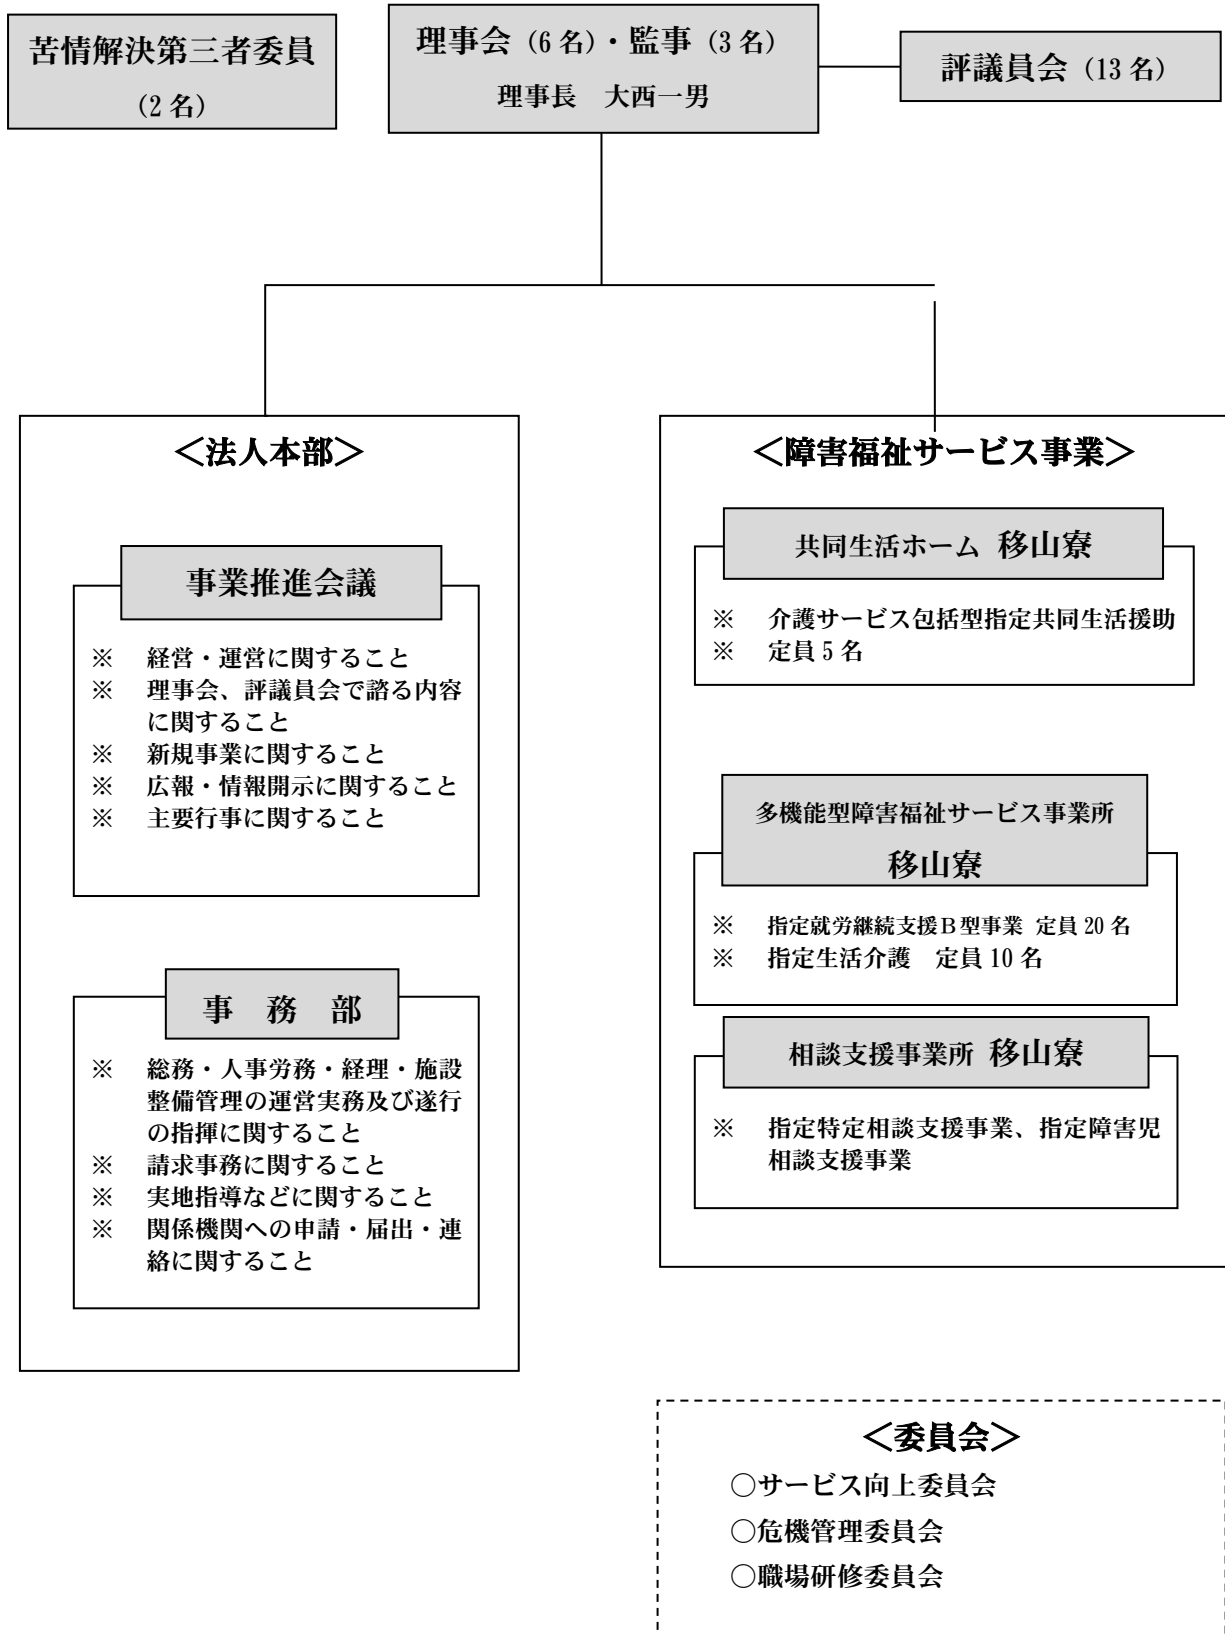 苦情解決第三者委員
（2 名）
理事会（6 名）・監事（3 名）
理事長　大西一男
評議員会（13 名）
＜法人本部＞
事業推進会議
※　経営・運営に関すること
※　理事会、評議員会で諮る内容
に関すること
※　新規事業に関すること
※　広報・情報開示に関すること
※　主要行事に関すること
事　務　部
※　総務・人事労務・経理・施設
整備管理の運営実務及び遂行
の指揮に関すること
※　請求事務に関すること
※　実地指導などに関すること
※　関係機関への申請・届出・連
絡に関すること
＜障害福祉サービス事業＞
共同生活ホーム 移山寮
※　介護サービス包括型指定共同生活援助
※　定員 5 名
多機能型障害福祉サービス事業所
移山寮
※　指定就労継続支援Ｂ型事業 定員 20 名
※　指定生活介護　定員 10 名
相談支援事業所 移山寮
※　指定特定相談支援事業、指定障害児
相談支援事業
＜委員会＞
○サービス向上委員会
○危機管理委員会
○職場研修委員会